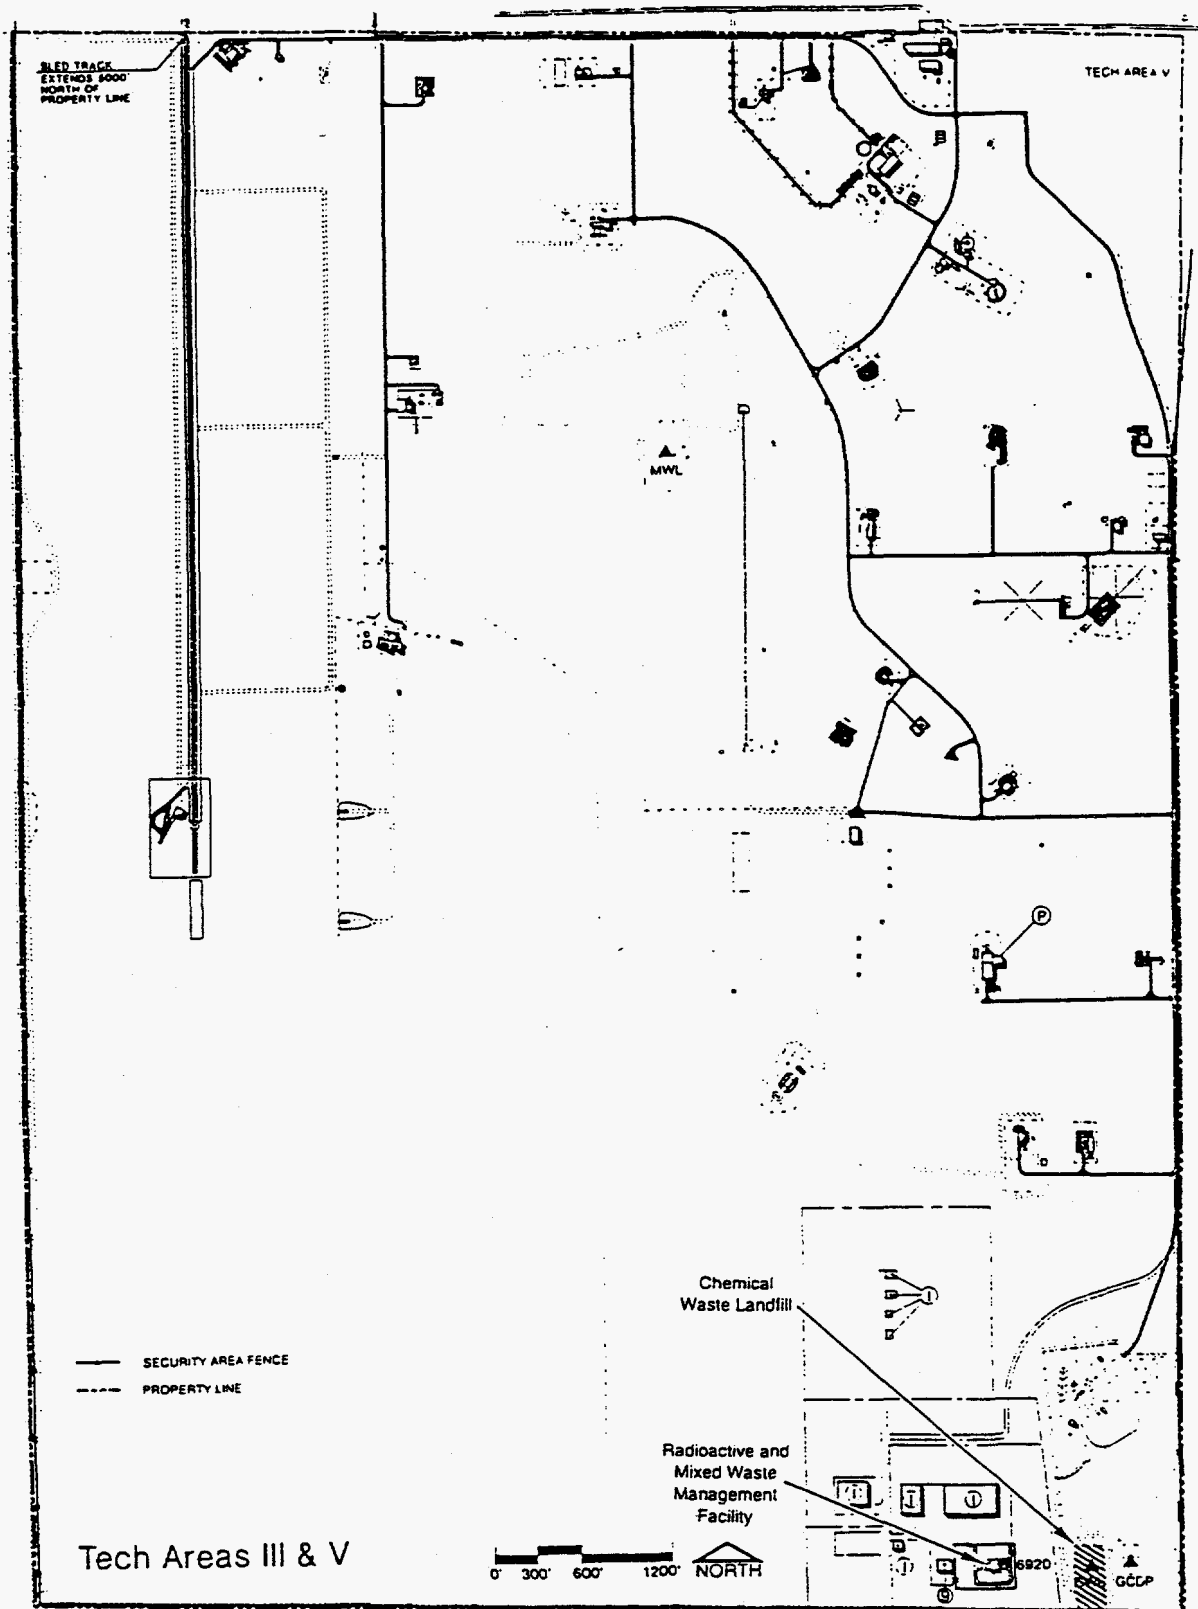 SLED TRACK
EXTENDS 5000'
NORTH OF
PROPERTY LINE
TECH AREA V
MWL
P
Chemical
Waste Landfill
I
SECURITY AREA FENCE
PROPERTY LINE
Radioactive and
Mixed Waste
Management
Facility
I
I
I
I
6920
GCDP
Tech Areas III & V
0' 300' 600' 1200'
NORTH